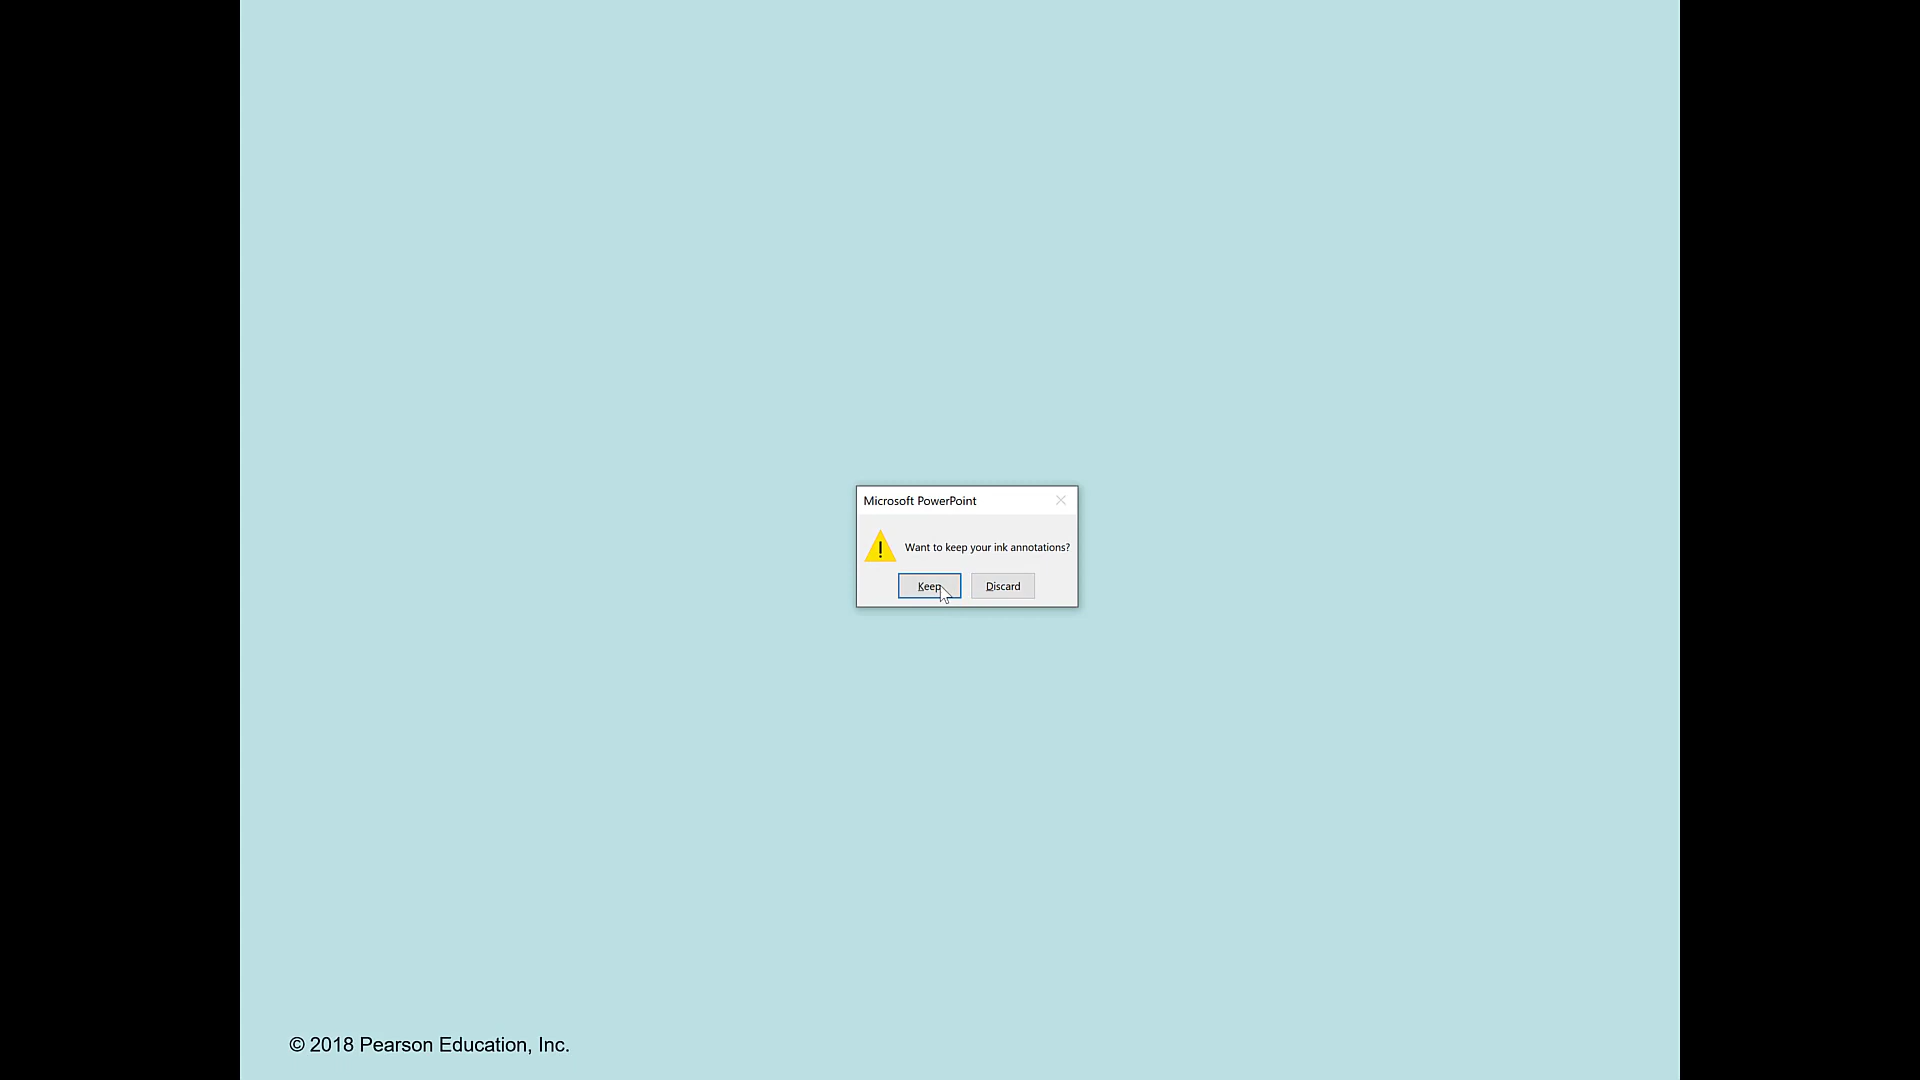 Microsoft PowerPoint
Want to keep your ink annotations?
Keep Discard
© 2018 Pearson Education, Inc.